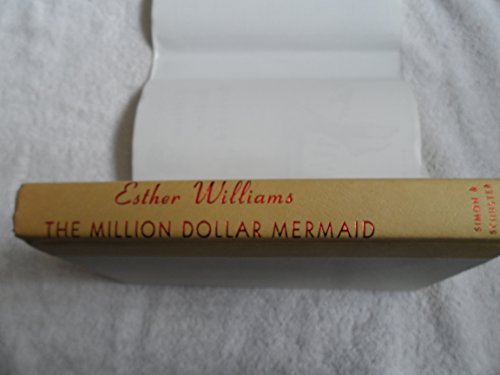 Esther Williams
THE MILLION DOLLAR MERMAID
SIMON &
SCHUSTER